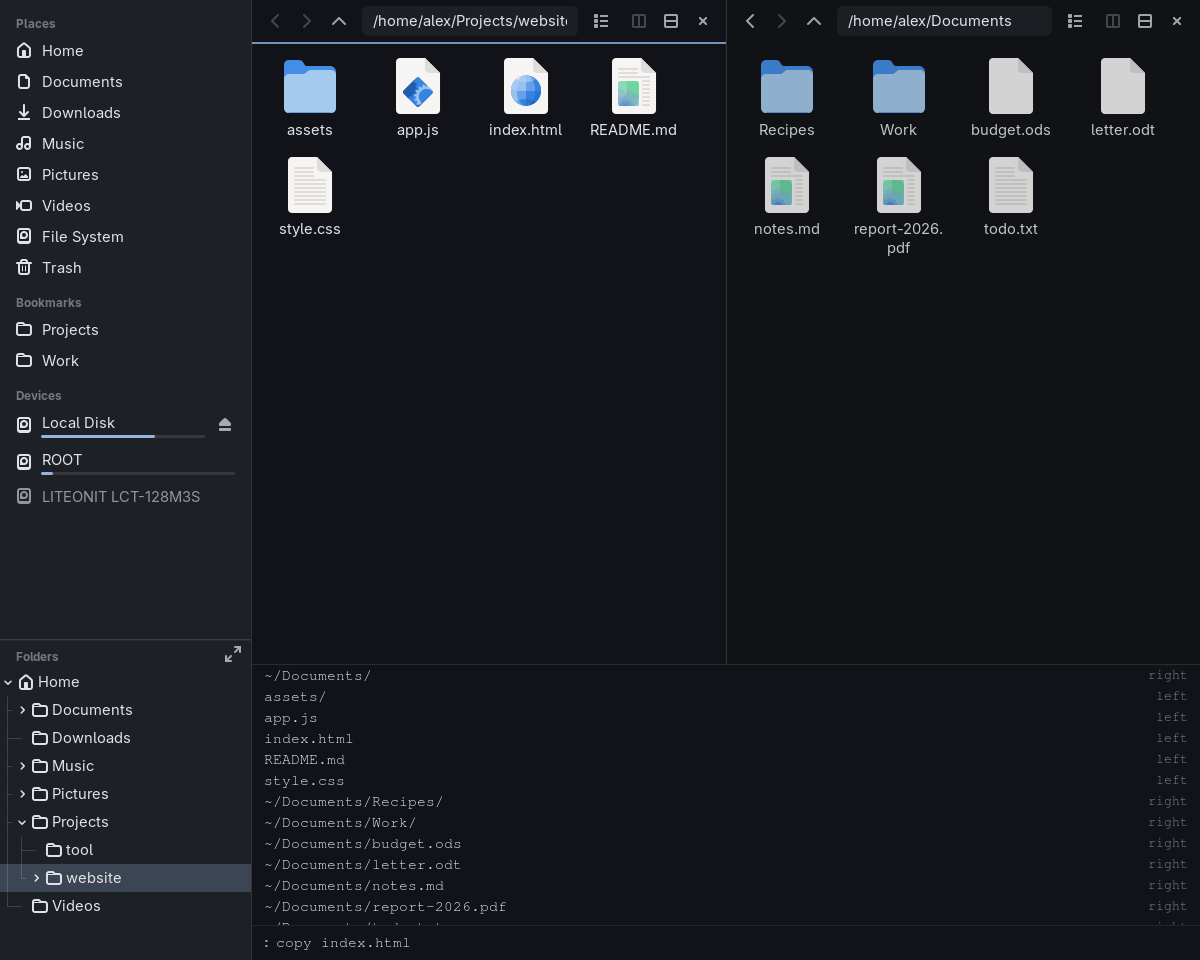 Places
Home
Documents
Downloads
Music
Pictures
Videos
File System
Trash
Bookmarks
Projects
Work
Devices
Local Disk
ROOT
LITEONIT LCT-128M3S
Folders
Home
Documents
Downloads
Music
Pictures
Projects
tool
website
Videos
/home/alex/Projects/websit
assets
app.js
index.html
README.md
style.css
/home/alex/Documents
Recipes
Work
budget.ods
letter.odt
notes.md
report-2026.
pdf
todo.txt
~/Documents/ right
assets/ left
app.js left
index.html left
README.md left
style.css left
~/Documents/Recipes/ right
~/Documents/Work/ right
~/Documents/budget.ods right
~/Documents/letter.odt right
~/Documents/notes.md right
~/Documents/report-2026.pdf right
: copy index.html